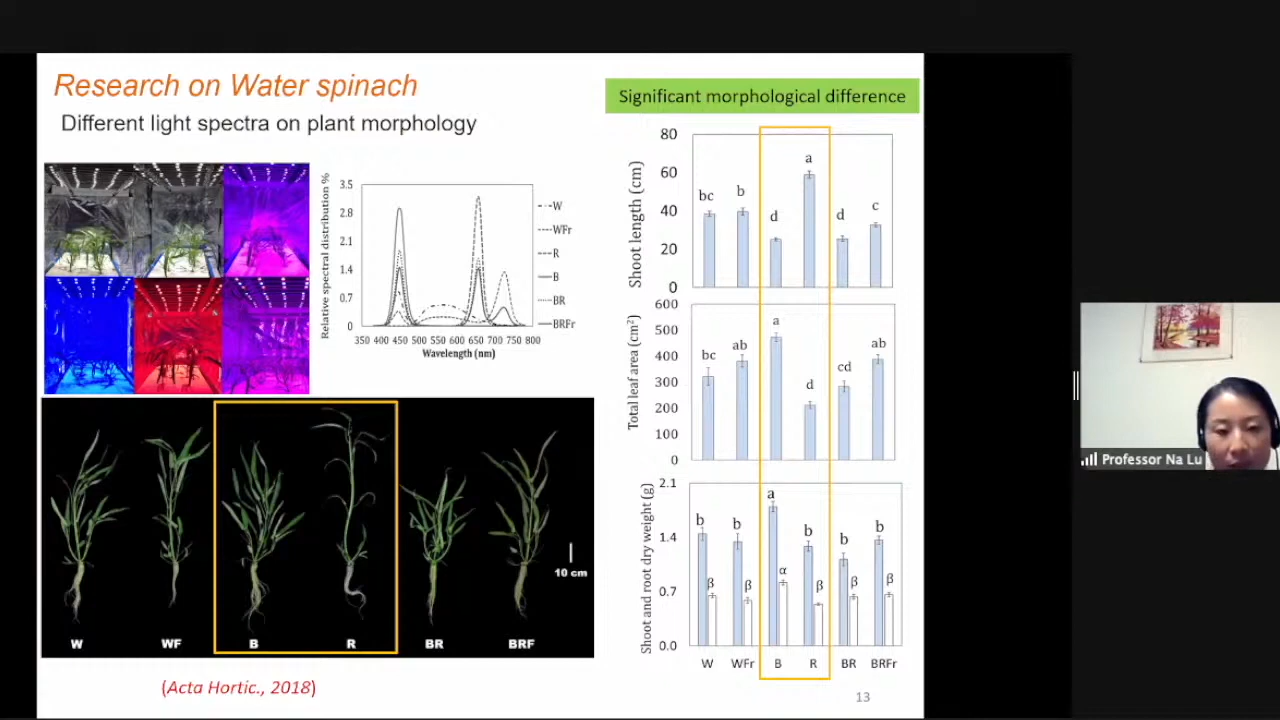 Research on Water spinach
Different light spectra on plant morphology
Relative spectral distribution %
3.5
2.8
2.1
1.4
0.7
0
350 400 450 500 550 600 650 700 750 800
Wavelength (nm)
W
WFr
R
B
BR
BRFr
10 cm
W WF B R BR BRF
(Acta Hortic., 2018)
Significant morphological difference
Shoot length (cm)
80
60
40
20
0
bc b d a d c
Total leaf area (cm²)
600
500
400
300
200
100
0
bc ab a d cd ab
Shoot and root dry weight (g)
2.1
1.4
0.7
0.0
b b a b b b
β β α β β β
W WFr B R BR BRFr
13
Professor Na Lu